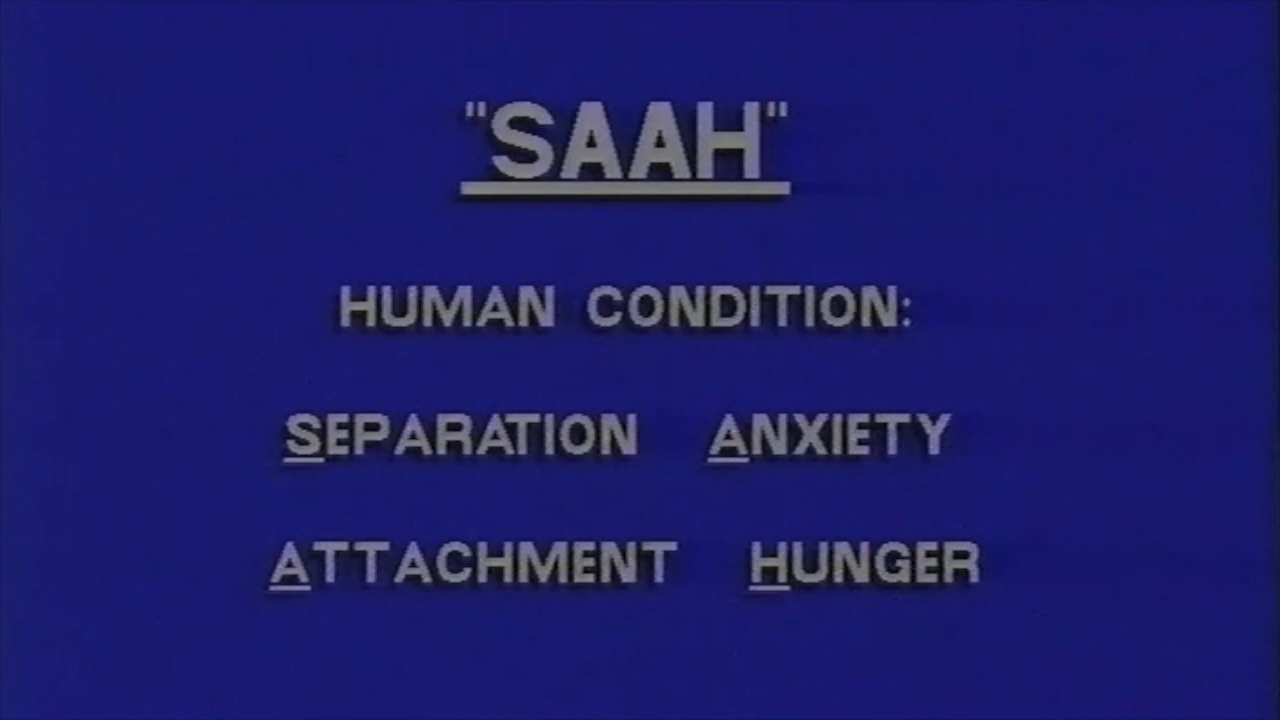 "SAAH"
HUMAN CONDITION:
SEPARATION ANXIETY
ATTACHMENT HUNGER